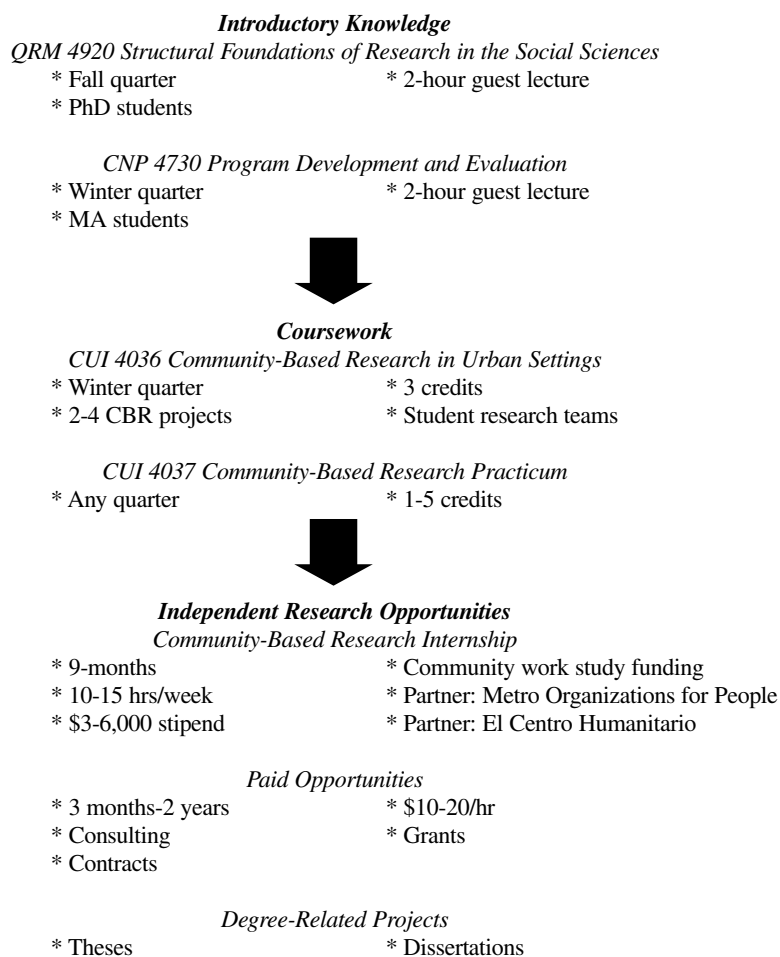 Introductory Knowledge
QRM 4920 Structural Foundations of Research in the Social Sciences
* Fall quarter * 2-hour guest lecture
* PhD students
CNP 4730 Program Development and Evaluation
* Winter quarter * 2-hour guest lecture
* MA students
Coursework
CUI 4036 Community-Based Research in Urban Settings
* Winter quarter * 3 credits
* 2-4 CBR projects * Student research teams
CUI 4037 Community-Based Research Practicum
* Any quarter * 1-5 credits
Independent Research Opportunities
Community-Based Research Internship
* 9-months * Community work study funding
* 10-15 hrs/week * Partner: Metro Organizations for People
* $3-6,000 stipend * Partner: El Centro Humanitario
Paid Opportunities
* 3 months-2 years * $10-20/hr
* Consulting * Grants
* Contracts
Degree-Related Projects
* Theses * Dissertations